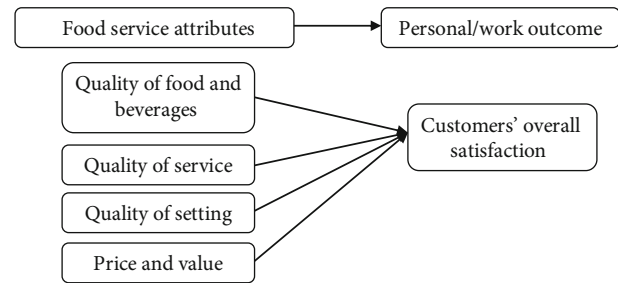 Food service attributes
Personal/work outcome
Quality of food and
beverages
Customers' overall
satisfaction
Quality of service
Quality of setting
Price and value